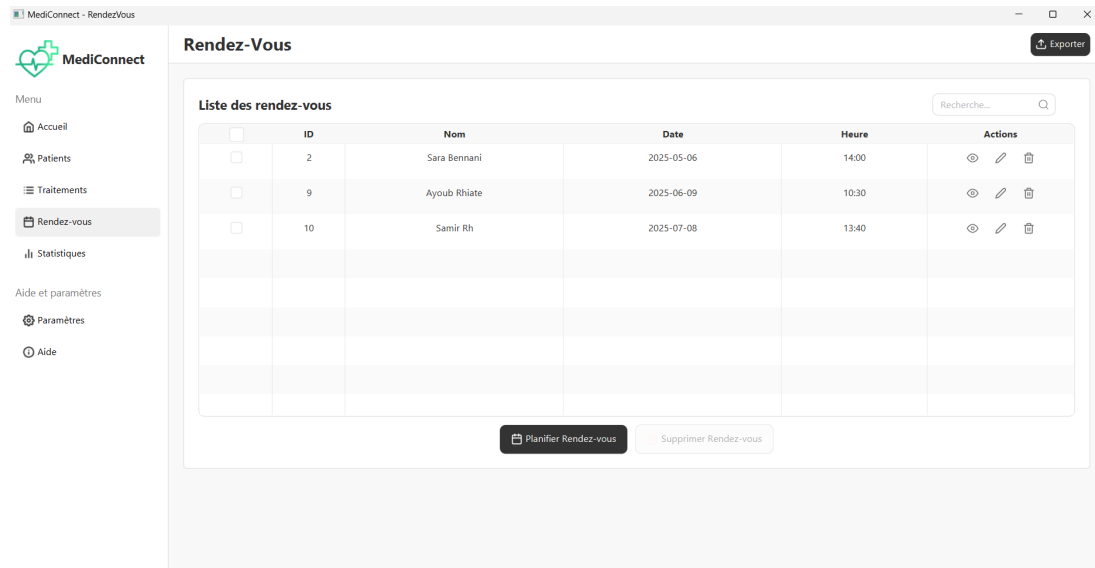 MediConnect - RendezVous
MediConnect
Menu
Accueil
Patients
Traitements
Rendez-vous
Statistiques
Aide et paramètres
Paramètres
Aide
Rendez-Vous
Exporter
Liste des rendez-vous
Recherche...
ID Nom Date Heure Actions
2 Sara Bennani 2025-05-06 14:00
9 Ayoub Rhiate 2025-06-09 10:30
10 Samir Rh 2025-07-08 13:40
Planifier Rendez-vous
Supprimer Rendez-vous